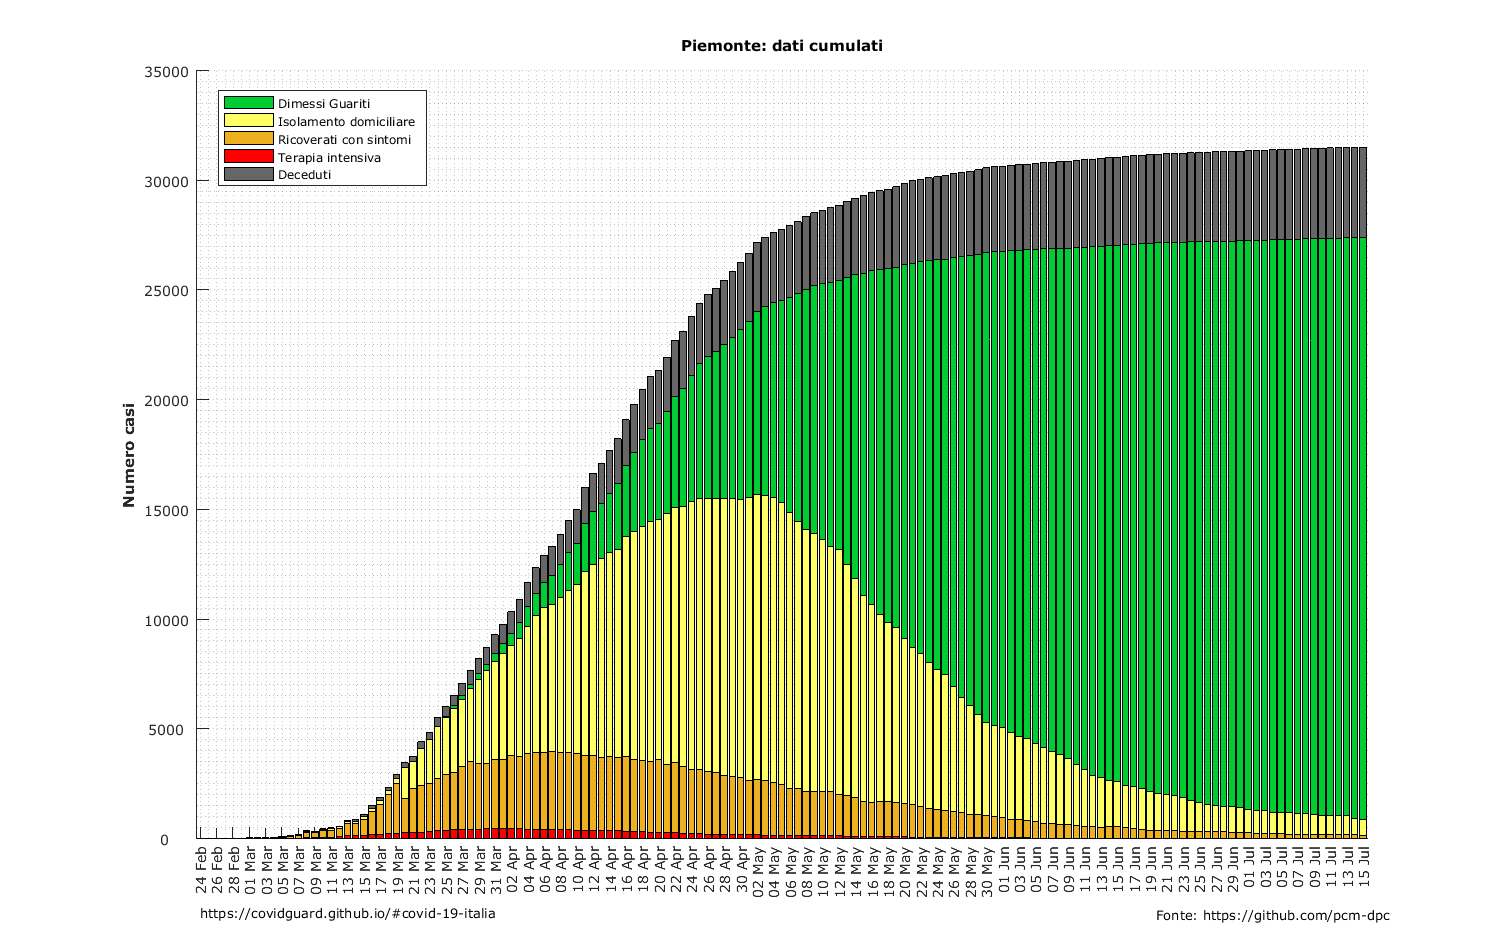 Piemonte: dati cumulati
35000
30000
25000
20000
15000
10000
5000
0
Numero casi
Dimessi Guariti
Isolamento domiciliare
Ricoverati con sintomi
Terapia intensiva
Deceduti
24 Feb
26 Feb
28 Feb
01 Mar
03 Mar
05 Mar
07 Mar
09 Mar
11 Mar
13 Mar
15 Mar
17 Mar
19 Mar
21 Mar
23 Mar
25 Mar
27 Mar
29 Mar
31 Mar
02 Apr
04 Apr
06 Apr
08 Apr
10 Apr
12 Apr
14 Apr
16 Apr
18 Apr
20 Apr
22 Apr
24 Apr
26 Apr
28 Apr
30 Apr
02 May
04 May
06 May
08 May
10 May
12 May
14 May
16 May
18 May
20 May
22 May
24 May
26 May
28 May
30 May
01 Jun
03 Jun
05 Jun
07 Jun
09 Jun
11 Jun
13 Jun
15 Jun
17 Jun
19 Jun
21 Jun
23 Jun
25 Jun
27 Jun
29 Jun
01 Jul
03 Jul
05 Jul
07 Jul
09 Jul
11 Jul
13 Jul
15 Jul
https://covidguard.github.io/#covid-19-italia
Fonte: https://github.com/pcm-dpc